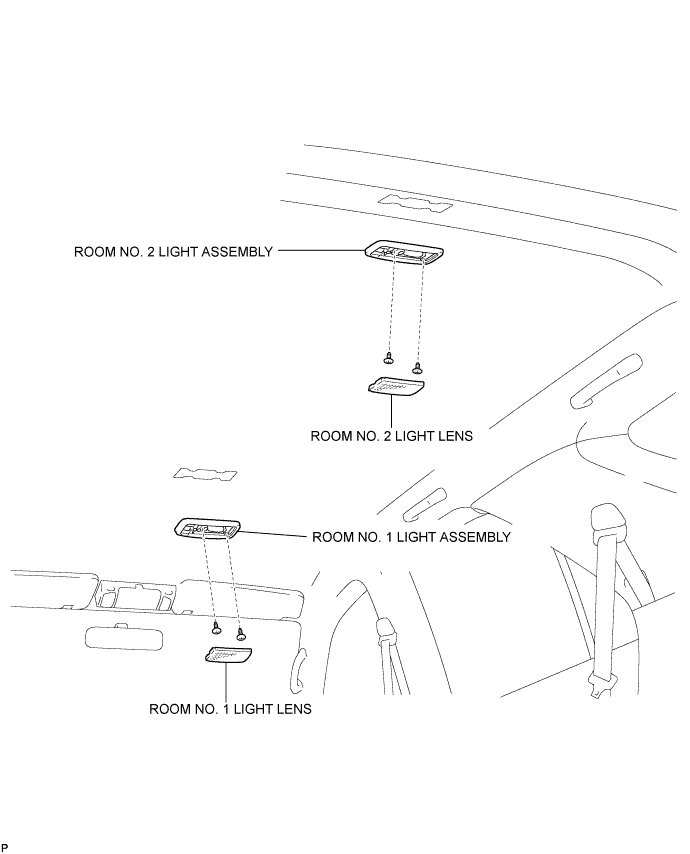 ROOM NO. 2 LIGHT ASSEMBLY
ROOM NO. 2 LIGHT LENS
ROOM NO. 1 LIGHT ASSEMBLY
ROOM NO. 1 LIGHT LENS
P